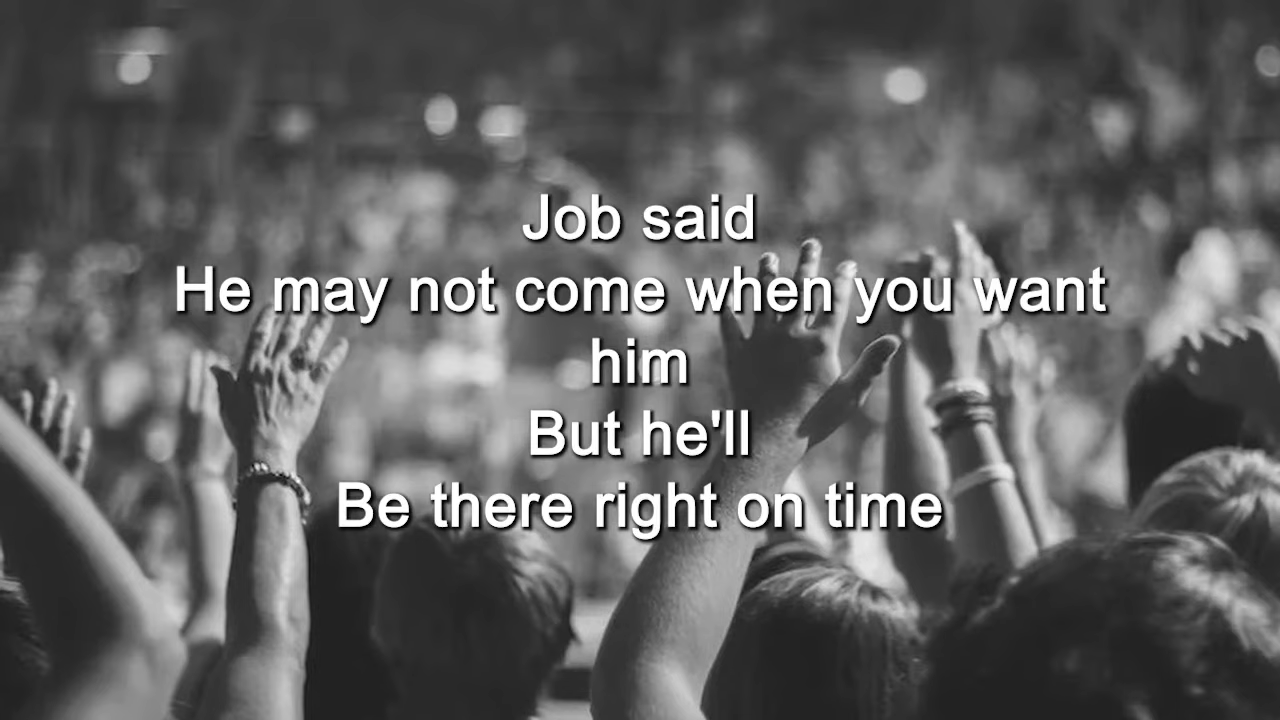 Job said
He may not come when you want
him
But he'll
Be there right on time